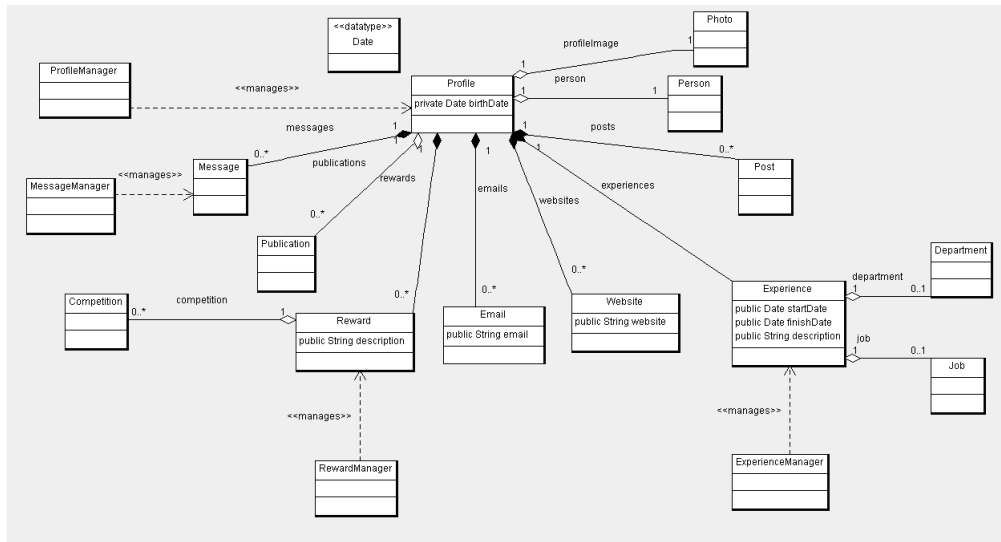 <<datatype>>
Date
Photo
profileImage
1
1
ProfileManager
<<manages>>
Profile
private Date birthDate
person
1
1
Person
messages
1
0..*
Message
MessageManager
<<manages>>
publications
1
0..*
Publication
rewards
1
0..*
emails
1
0..*
websites
1
0..*
posts
1
0..*
Post
experiences
Competition
competition
0..*
1
Reward
public String description
Email
public String email
Website
public String website
Experience
public Date startDate
public Date finishDate
public String description
department
1
0..1
Department
job
1
0..1
Job
<<manages>>
RewardManager
<<manages>>
ExperienceManager